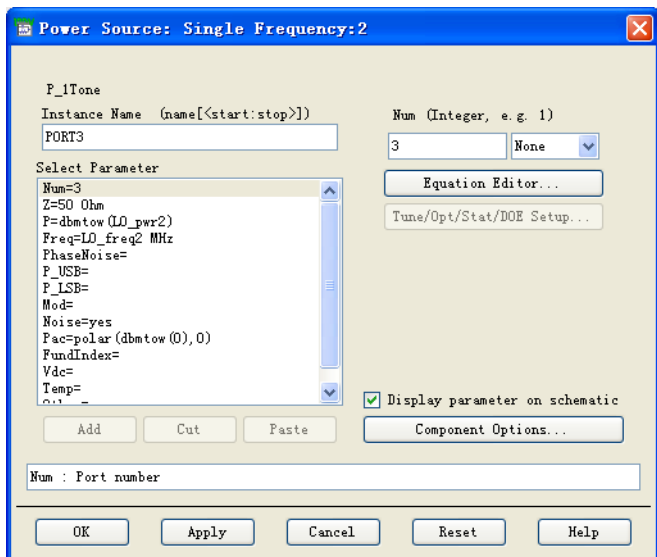 Power Source: Single Frequency:2
P_1Tone
Instance Name (name[<start:stop>])
PORT3
Num (Integer, e.g. 1)
3 None
Select Parameter
Num=3
Z=50 Ohm
P=dbmtow(LO_pwr2)
Freq=LO_freq2 MHz
PhaseNoise=
P_USB=
P_LSB=
Mod=
Noise=yes
Pac=polar(dbmtow(0),0)
FundIndex=
Vdc=
Temp=
Equation Editor...
Tune/Opt/Stat/DOE Setup...
Display parameter on schematic
Add Cut Paste
Component Options...
Num : Port number
OK Apply Cancel Reset Help